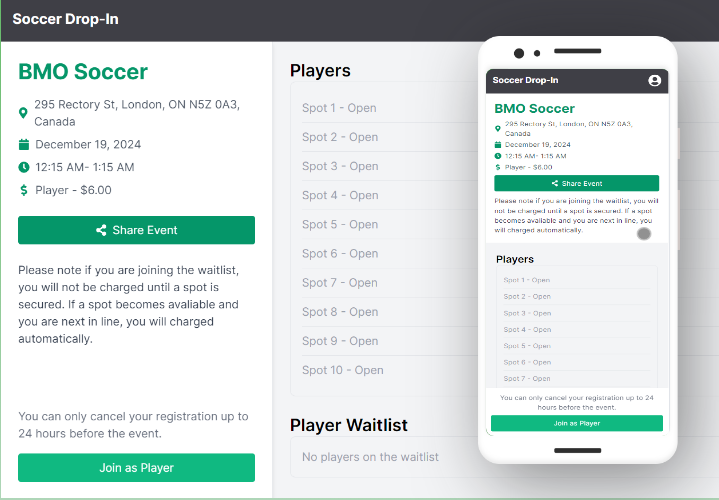 Soccer Drop-In
BMO Soccer
295 Rectory St, London, ON N5Z 0A3,
Canada
December 19, 2024
12:15 AM- 1:15 AM
Player - $6.00
Share Event
Please note if you are joining the waitlist,
you will not be charged until a spot is
secured. If a spot becomes avaliable and
you are next in line, you will charged
automatically.
You can only cancel your registration up to
24 hours before the event.
Join as Player
Players
Spot 1 - Open
Spot 2 - Open
Spot 3 - Open
Spot 4 - Open
Spot 5 - Open
Spot 6 - Open
Spot 7 - Open
Spot 8 - Open
Spot 9 - Open
Spot 10 - Open
Player Waitlist
No players on the waitlist
Soccer Drop-In
BMO Soccer
295 Rectory St, London, ON N5Z 0A3,
Canada
December 19, 2024
12:15 AM- 1:15 AM
Player - $6.00
Share Event
Please note if you are joining the waitlist, you will
not be charged until a spot is secured. If a spot
becomes avaliable and you are next in line, you
will charged automatically.
Players
Spot 1 - Open
Spot 2 - Open
Spot 3 - Open
Spot 4 - Open
Spot 5 - Open
Spot 6 - Open
Spot 7 - Open
You can only cancel your registration up to 24
hours before the event.
Join as Player